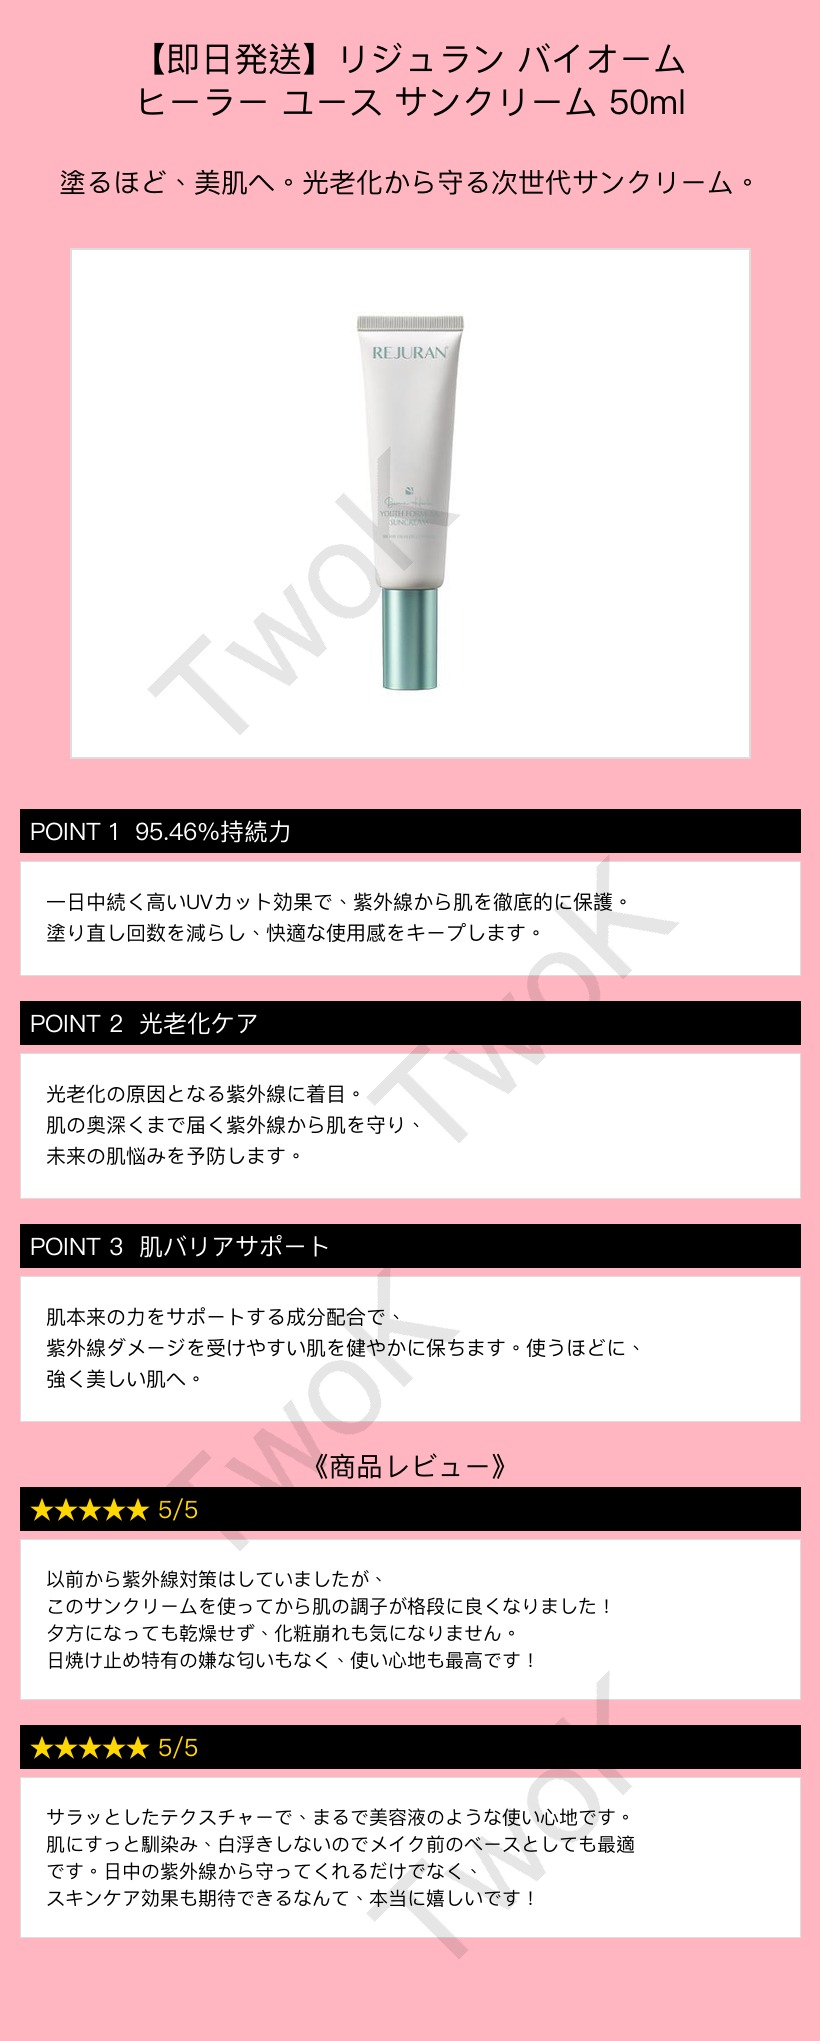 【即日発送】リジュラン バイオーム
ヒーラー ユース サンクリーム 50ml
塗るほど、美肌へ。光老化から守る次世代サンクリーム。
REJURAN
YOUTH
SUNCREAM
TwoK
POINT 1 95.46%持続力
一日中続く高いUVカット効果で、紫外線から肌を徹底的に保護。
塗り直し回数を減らし、快適な使用感をキープします。
TwoK
POINT 2 光老化ケア
光老化の原因となる紫外線に着目。
肌の奥深くまで届く紫外線から肌を守り、
未来の肌悩みを予防します。
POINT 3 肌バリアサポート
肌本来の力をサポートする成分配合で、
紫外線ダメージを受けやすい肌を健やかに保ちます。使うほどに、
強く美しい肌へ。
TwoK
《商品レビュー》
★★★★★ 5/5
以前から紫外線対策はしていましたが、
このサンクリームを使ってから肌の調子が格段に良くなりました！
夕方になっても乾燥せず、化粧崩れも気になりません。
日焼け止め特有の嫌な匂いもなく、使い心地も最高です！
★★★★★ 5/5
サラッとしたテクスチャーで、まるで美容液のような使い心地です。
肌にすっと馴染み、白浮きしないのでメイク前のベースとしても最適
です。日中の紫外線から守ってくれるだけでなく、
スキンケア効果も期待できるなんて、本当に嬉しいです！
TwoK